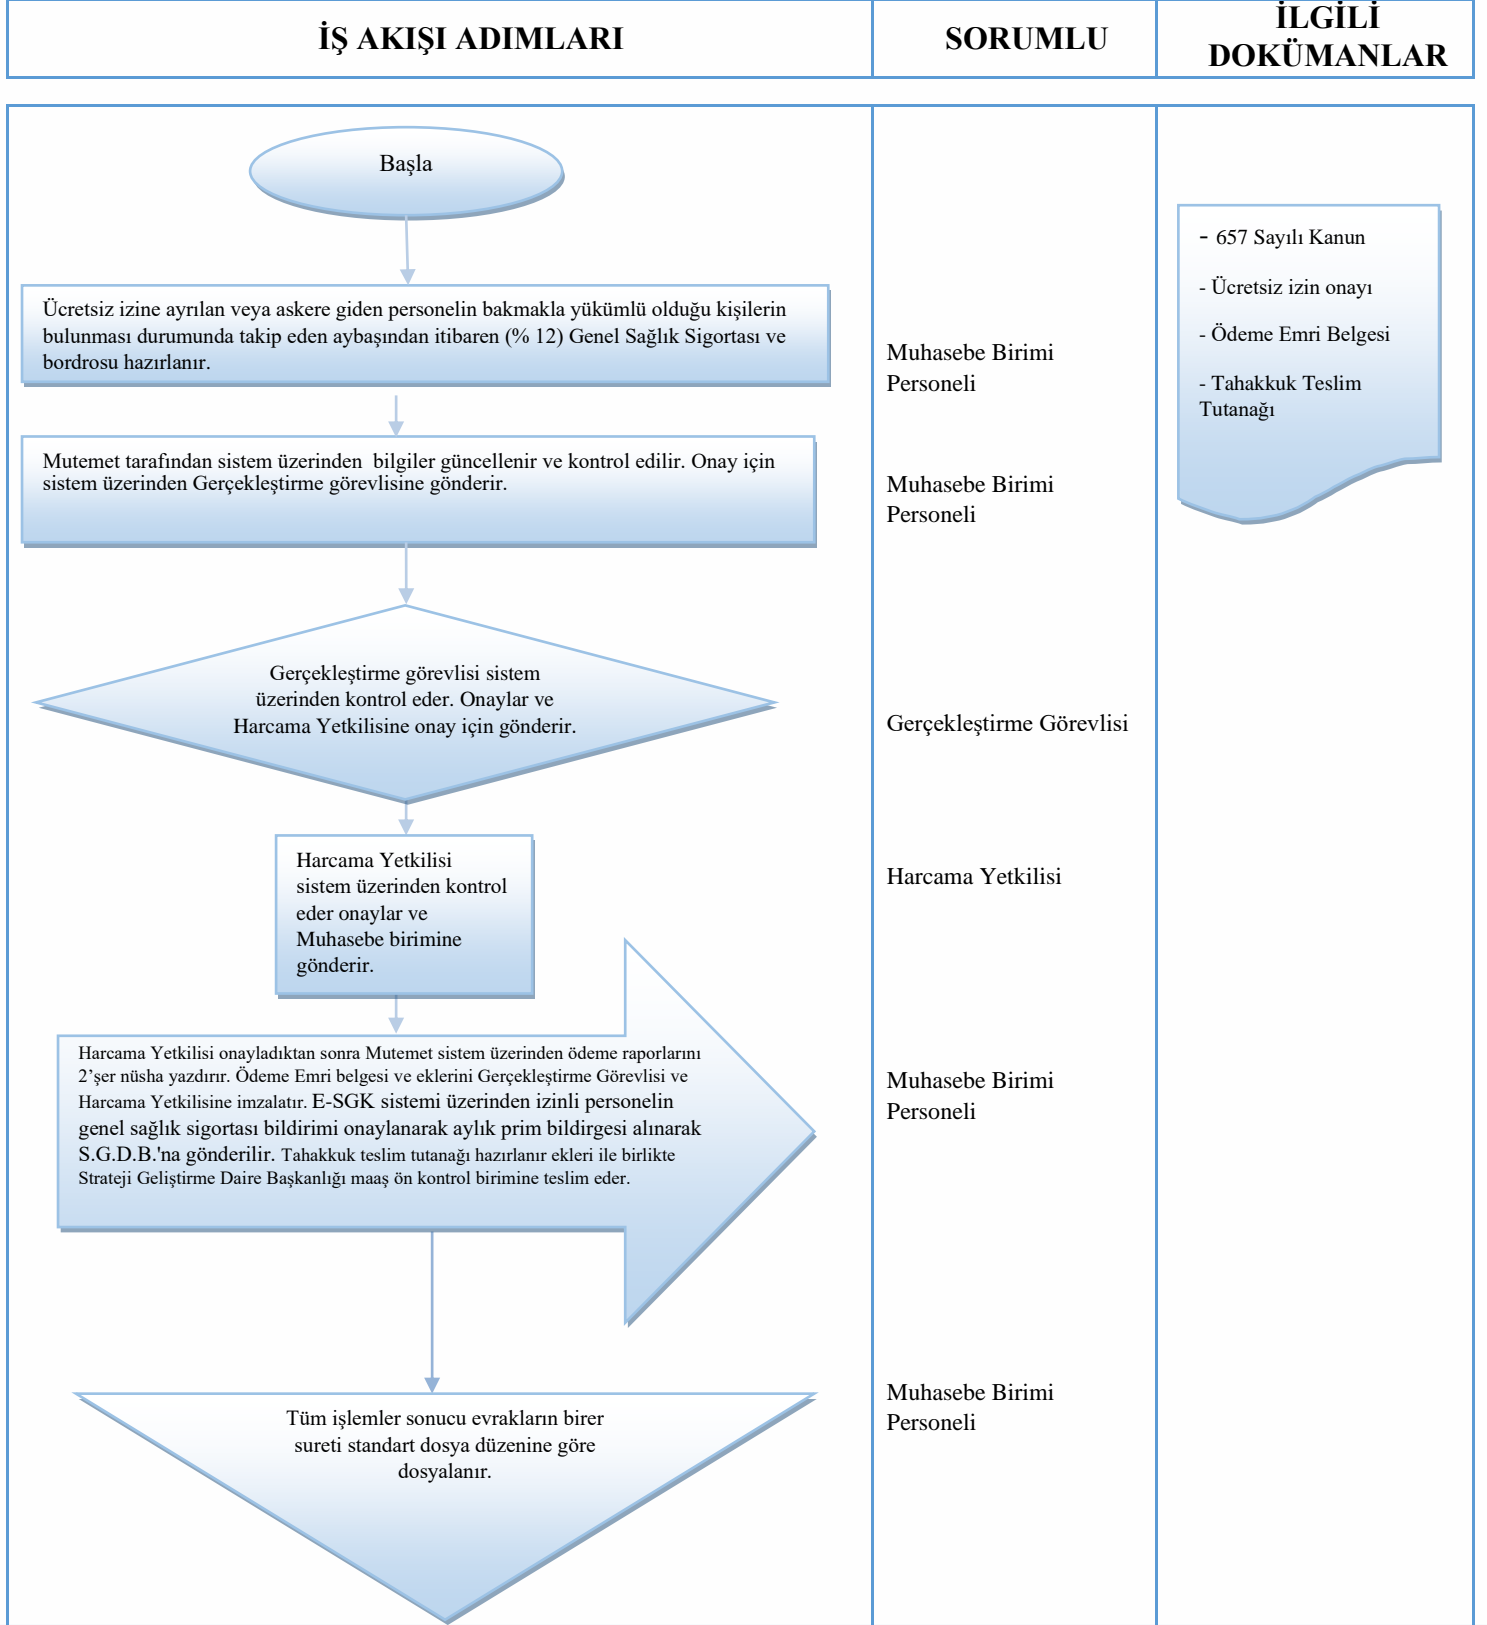 İŞ AKIŞI ADIMLARI
SORUMLU
İLGİLİ
DOKÜMANLAR
Başla
Ücretsiz izine ayrılan veya askere giden personelin bakmakla yükümlü olduğu kişilerin
bulunması durumunda takip eden aybaşından itibaren (% 12) Genel Sağlık Sigortası ve
bordrosu hazırlanır.
Mutemet tarafından sistem üzerinden  bilgiler güncellenir ve kontrol edilir. Onay için
sistem üzerinden Gerçekleştirme görevlisine gönderir.
Gerçekleştirme görevlisi sistem
üzerinden kontrol eder. Onaylar ve
Harcama Yetkilisine onay için gönderir.
Harcama Yetkilisi
sistem üzerinden kontrol
eder onaylar ve
Muhasebe birimine
gönderir.
Harcama Yetkilisi onayladıktan sonra Mutemet sistem üzerinden ödeme raporlarını
2’şer nüsha yazdırır. Ödeme Emri belgesi ve eklerini Gerçekleştirme Görevlisi ve
Harcama Yetkilisine imzalatır. E-SGK sistemi üzerinden izinli personelin
genel sağlık sigortası bildirimi onaylanarak aylık prim bildirgesi alınarak
S.G.D.B.'na gönderilir. Tahakkuk teslim tutanağı hazırlanır ekleri ile birlikte
Strateji Geliştirme Daire Başkanlığı maaş ön kontrol birimine teslim eder.
Tüm işlemler sonucu evrakların birer
sureti standart dosya düzenine göre
dosyalanır.
Muhasebe Birimi
Personeli
Muhasebe Birimi
Personeli
Gerçekleştirme Görevlisi
Harcama Yetkilisi
Muhasebe Birimi
Personeli
Muhasebe Birimi
Personeli
- 657 Sayılı Kanun
- Ücretsiz izin onayı
- Ödeme Emri Belgesi
- Tahakkuk Teslim
Tutanağı